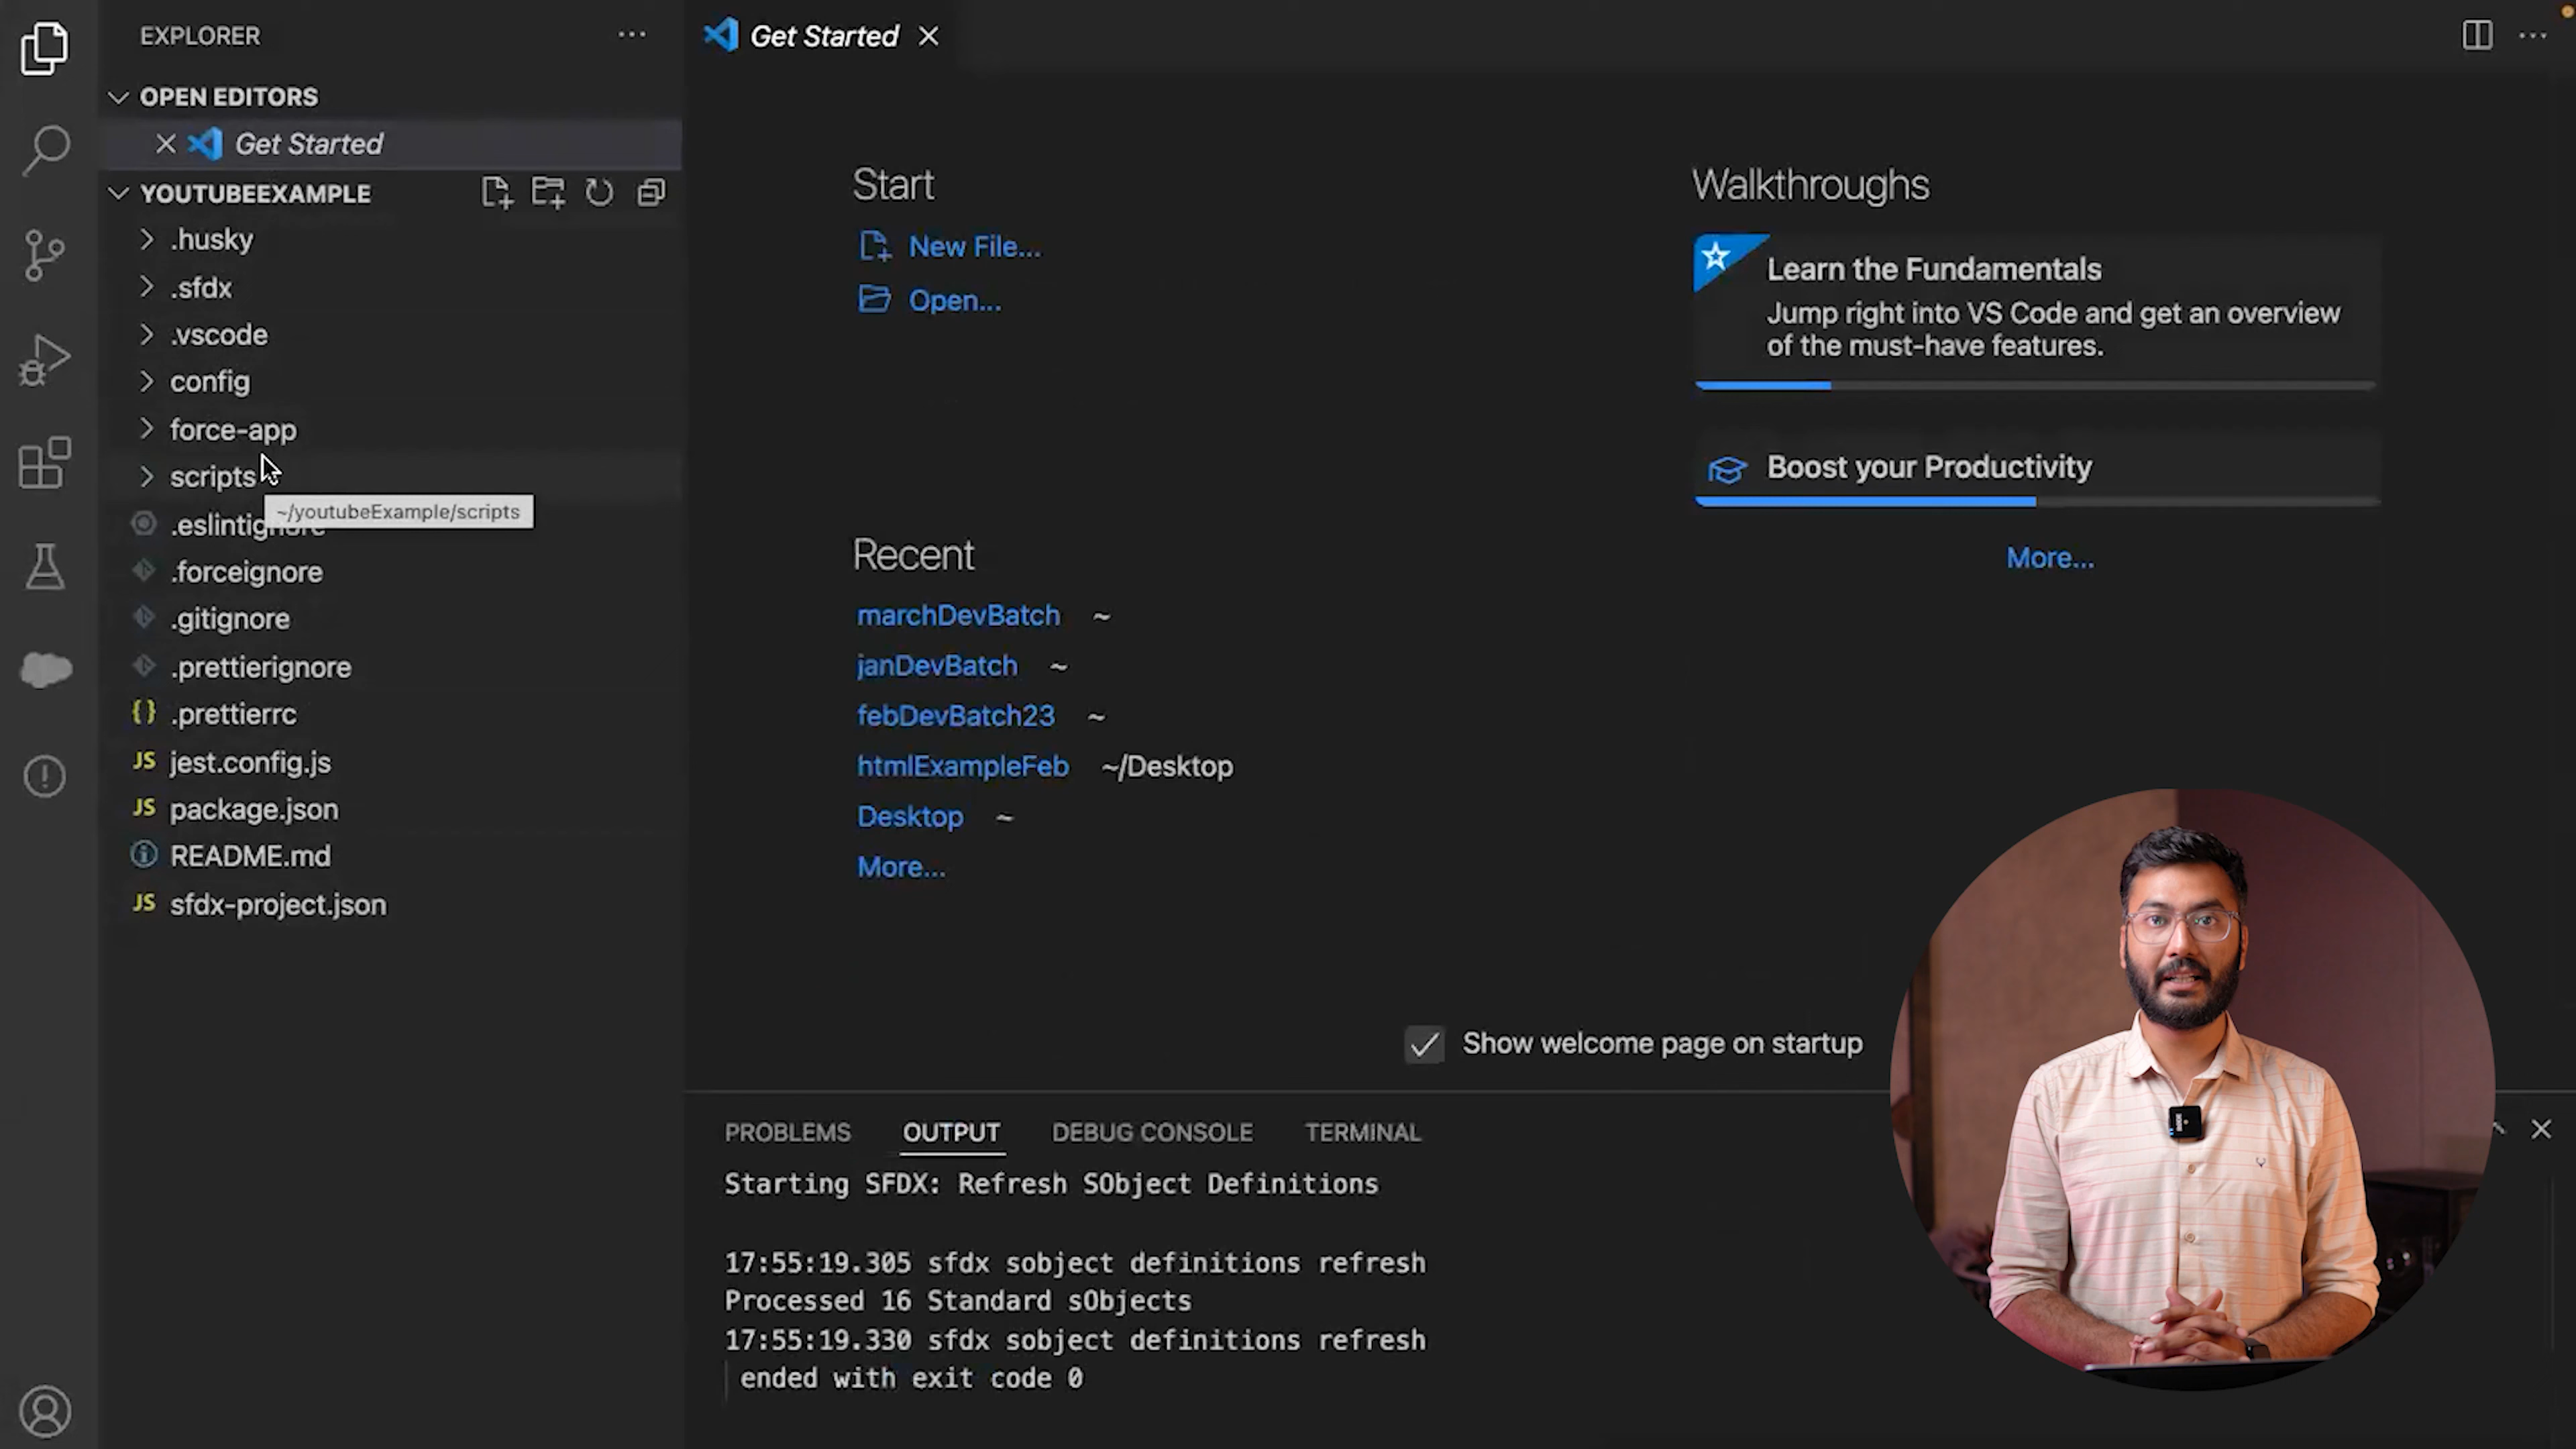 EXPLORER
OPEN EDITORS
Get Started
YOUTUBEEXAMPLE
.husky
.sfdx
.vscode
config
force-app
scripts
~/youtubeExample/scripts
.eslintignore
.forceignore
.gitignore
.prettierignore
{} .prettierrc
JS jest.config.js
JS package.json
README.md
JS sfdx-project.json
Get Started
Start
New File...
Open...
Recent
marchDevBatch ~
janDevBatch ~
febDevBatch23 ~
htmlExampleFeb ~/Desktop
Desktop ~
More...
Walkthroughs
Learn the Fundamentals
Jump right into VS Code and get an overview
of the must-have features.
Boost your Productivity
More...
Show welcome page on startup
PROBLEMS OUTPUT DEBUG CONSOLE TERMINAL
Starting SFDX: Refresh SObject Definitions
17:55:19.305 sfdx sobject definitions refresh
Processed 16 Standard sObjects
17:55:19.330 sfdx sobject definitions refresh
ended with exit code 0